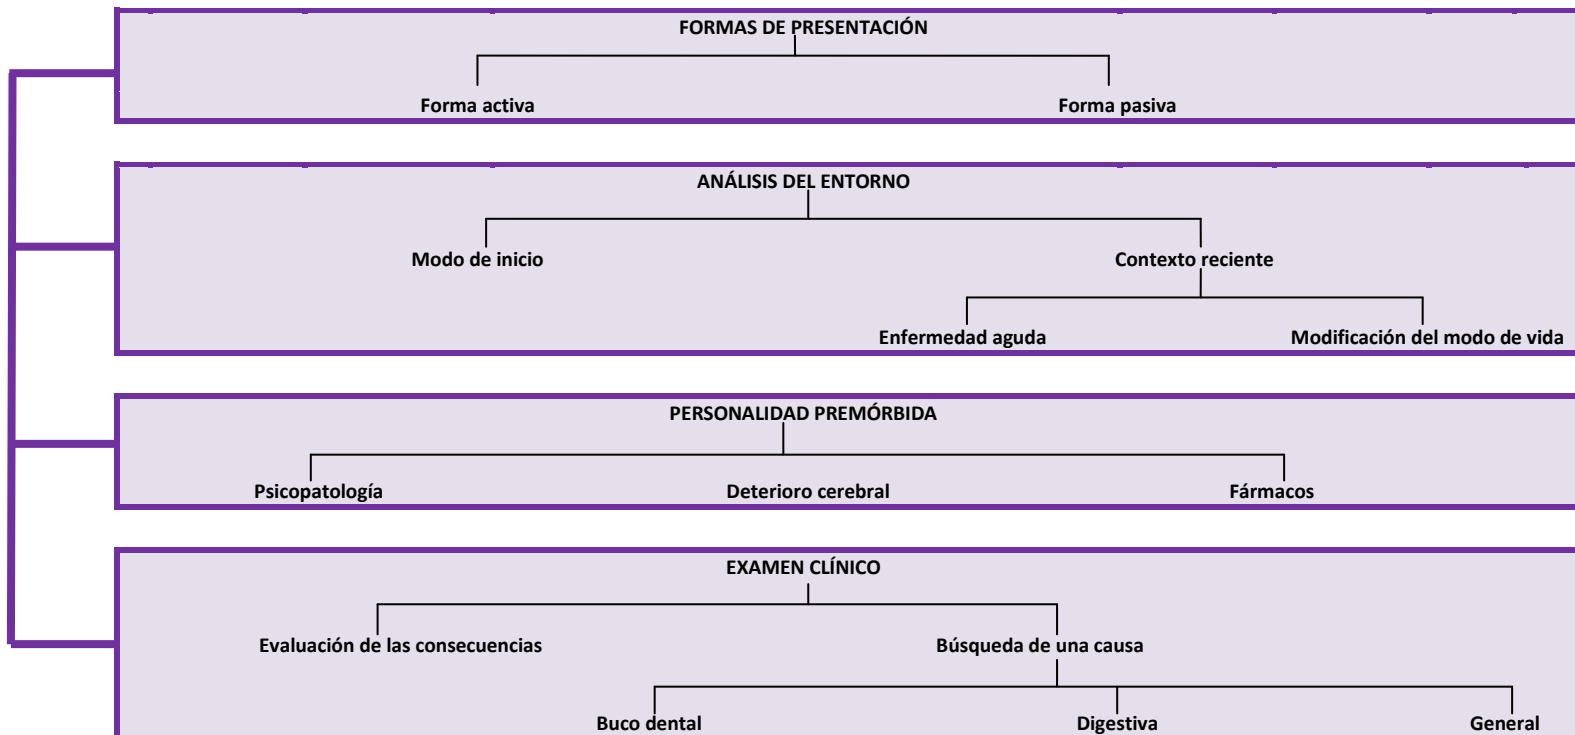 FORMAS DE PRESENTACIÓN
Forma activa Forma pasiva
ANÁLISIS DEL ENTORNO
Modo de inicio Contexto reciente
Enfermedad aguda Modificación del modo de vida
PERSONALIDAD PREMÓRBIDA
Psicopatología Deterioro cerebral Fármacos
EXAMEN CLÍNICO
Evaluación de las consecuencias Búsqueda de una causa
Buco dental Digestiva General